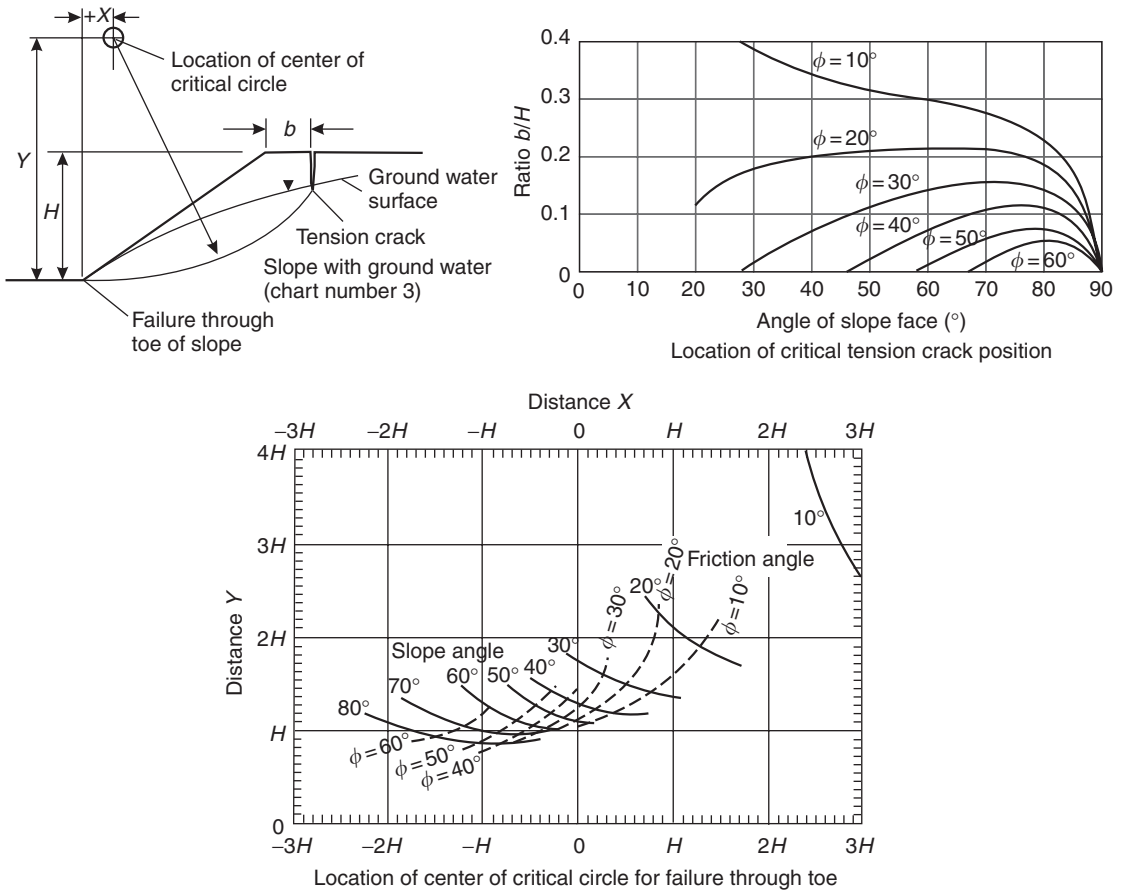 +X
Location of center of
critical circle
b
Y
H
Ground water
surface
Tension crack
Slope with ground water
(chart number 3)
Failure through
toe of slope
0.4
0.3
0.2
0.1
0
Ratio b/H
ϕ = 10°
ϕ = 20°
ϕ = 30°
ϕ = 40°
ϕ = 50°
ϕ = 60°
0 10 20 30 40 50 60 70 80 90
Angle of slope face (°)
Location of critical tension crack position
Distance X
–3H –2H –H 0 H 2H 3H
4H
3H
2H
H
0
Distance Y
10°
Friction angle
20°
ϕ = 20°
ϕ = 10°
ϕ = 30°
Slope angle
30°
40°
50°
60°
70°
80°
ϕ = 60°
ϕ = 50°
ϕ = 40°
–3H –2H –H 0 H 2H 3H
Location of center of critical circle for failure through toe